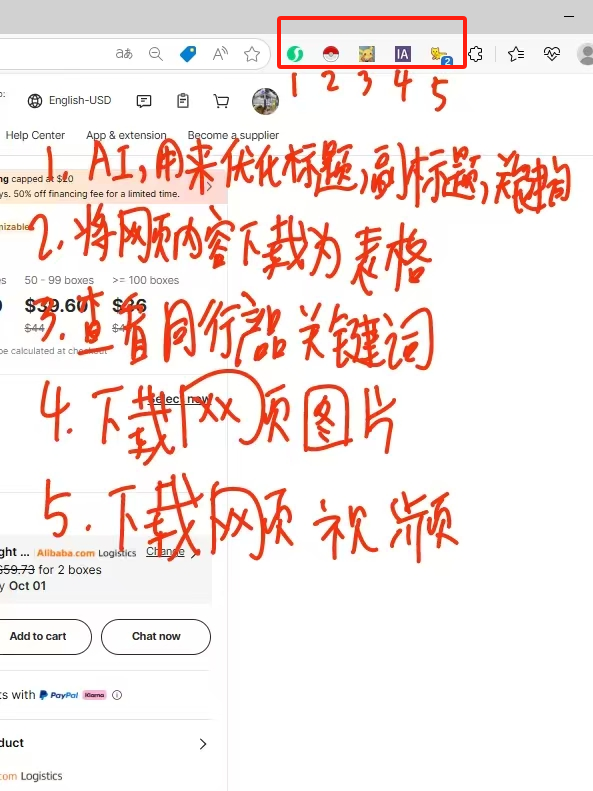 aあ
IA
2
1 2 3 4 5
English-USD
Help Center App & extension Become a supplier
1. AI,用来优化标题,副标题,关键词
ng capped at $20
ys. 50% off financing fee for a limited time.
mizable
2. 将网页内容下载为表格
es 50 - 99 boxes >= 100 boxes
0 $39.60 $36
$44
3. 查看同行产品关键词
be calculated at checkout
Select now
4. 下载网页图片
5. 下载网页视频
ght ... Alibaba.com Logistics Change
$59.73 for 2 boxes
y Oct 01
Add to cart Chat now
ts with PayPal Klarna
duct
com Logistics